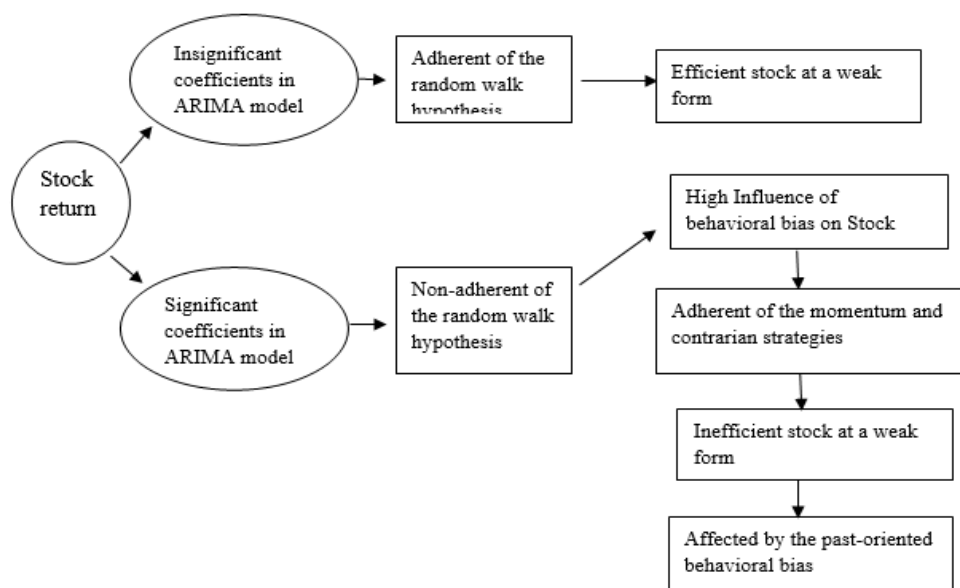 Stock
return
Insignificant
coefficients in
ARIMA model
Adherent of the
random walk
hypothesis
Efficient stock at a weak
form
Significant
coefficients in
ARIMA model
Non-adherent of
the random walk
hypothesis
High Influence of
behavioral bias on Stock
Adherent of the momentum and
contrarian strategies
Inefficient stock at a weak
form
Affected by the past-oriented
behavioral bias